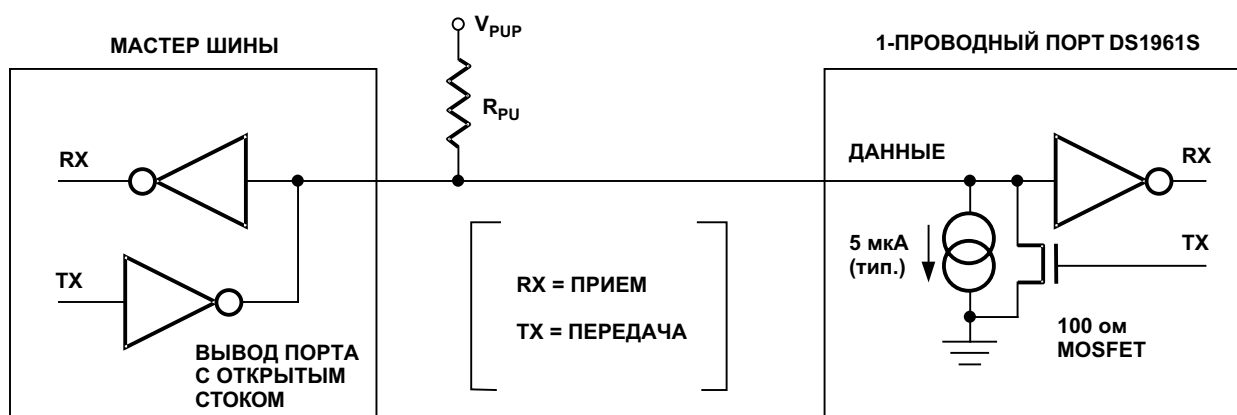 V_PUP
МАСТЕР ШИНЫ
1-ПРОВОДНЫЙ ПОРТ DS1961S
R_PU
RX
ДАННЫЕ
RX
TX
5 мкА
(тип.)
TX
RX = ПРИЕМ
TX = ПЕРЕДАЧА
ВЫВОД ПОРТА
С ОТКРЫТЫМ
СТОКОМ
100 ом
MOSFET